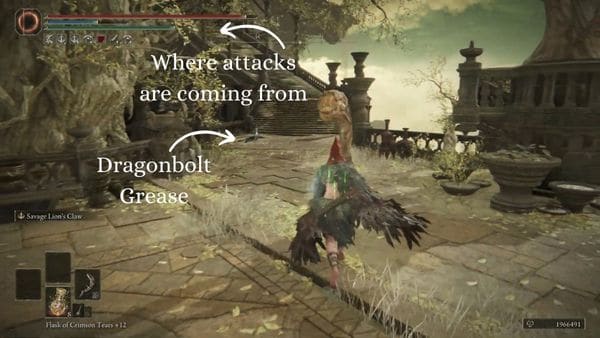 Where attacks
are coming from
Dragonbolt
Grease
Savage Lion's Claw
Flask of Crimson Tears +12
1966491